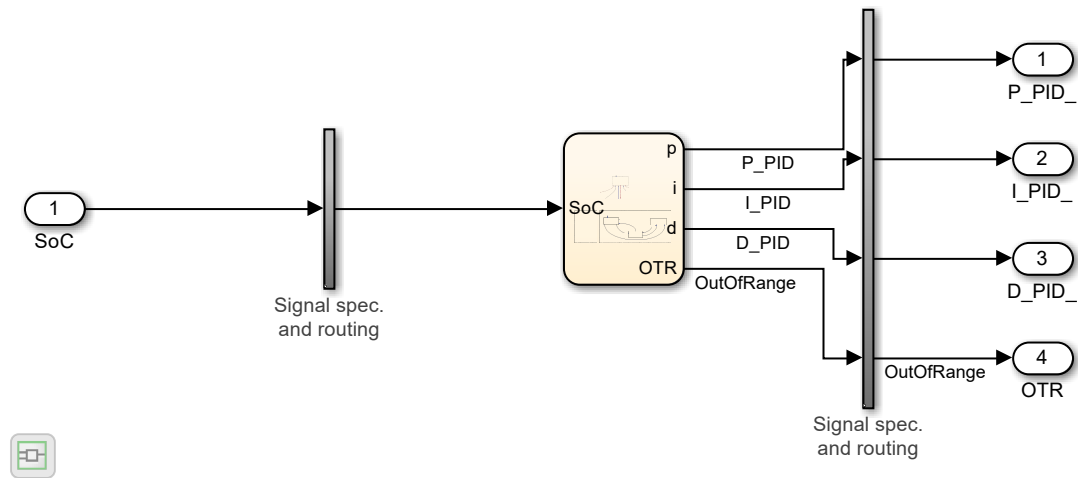 1
SoC
Signal spec.
and routing
SoC
p
i
d
OTR
P_PID
I_PID
D_PID
OutOfRange
Signal spec.
and routing
OutOfRange
1
P_PID_
2
I_PID_
3
D_PID_
4
OTR